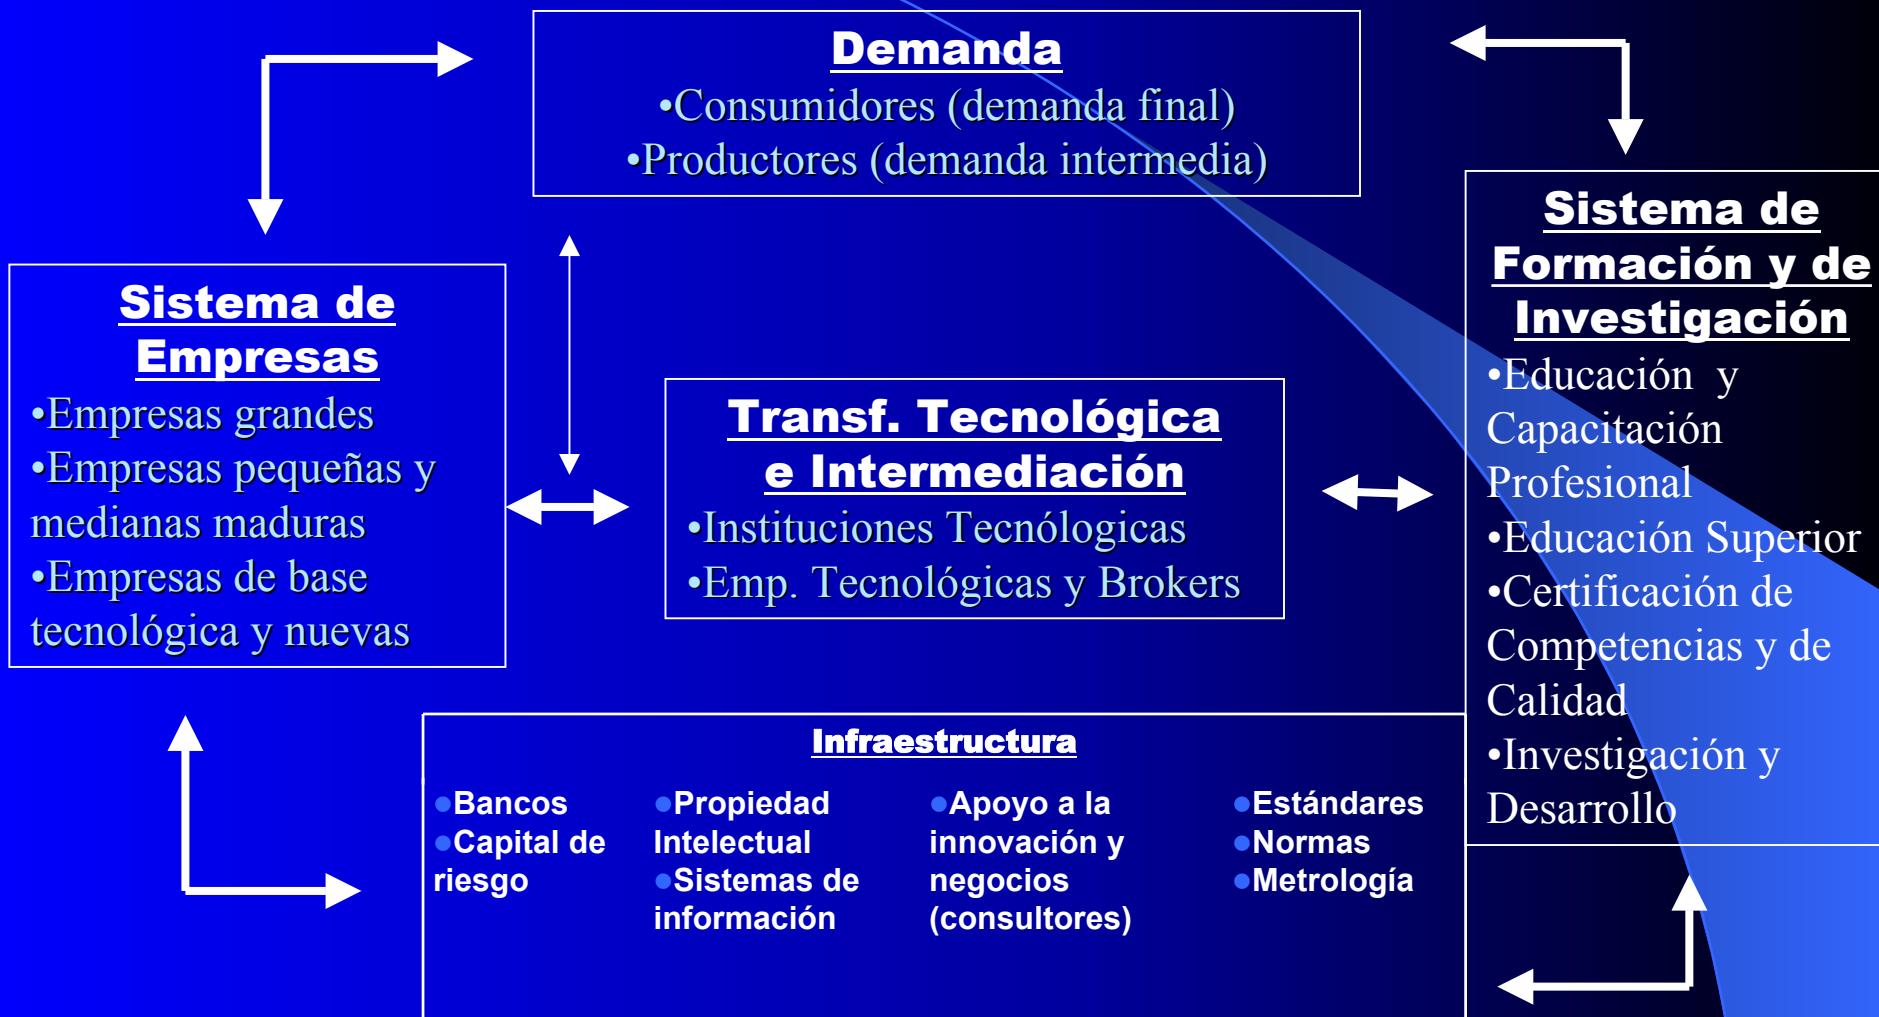 Demanda
•Consumidores (demanda final)
•Productores (demanda intermedia)
Sistema de
Empresas
•Empresas grandes
•Empresas pequeñas y
medianas maduras
•Empresas de base
tecnológica y nuevas
Transf. Tecnológica
e Intermediación
•Instituciones Tecnólogicas
•Emp. Tecnológicas y Brokers
Sistema de
Formación y de
Investigación
•Educación y
Capacitación
Profesional
•Educación Superior
•Certificación de
Competencias y de
Calidad
•Investigación y
Desarrollo
Infraestructura
●Bancos
●Capital de
riesgo
●Propiedad
Intelectual
●Sistemas de
información
●Apoyo a la
innovación y
negocios
(consultores)
●Estándares
●Normas
●Metrología